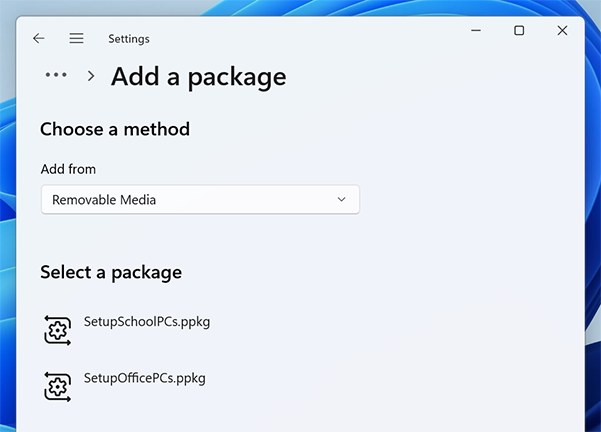 Settings
Add a package
Choose a method
Add from
Removable Media
Select a package
SetupSchoolPCs.ppkg
SetupOfficePCs.ppkg